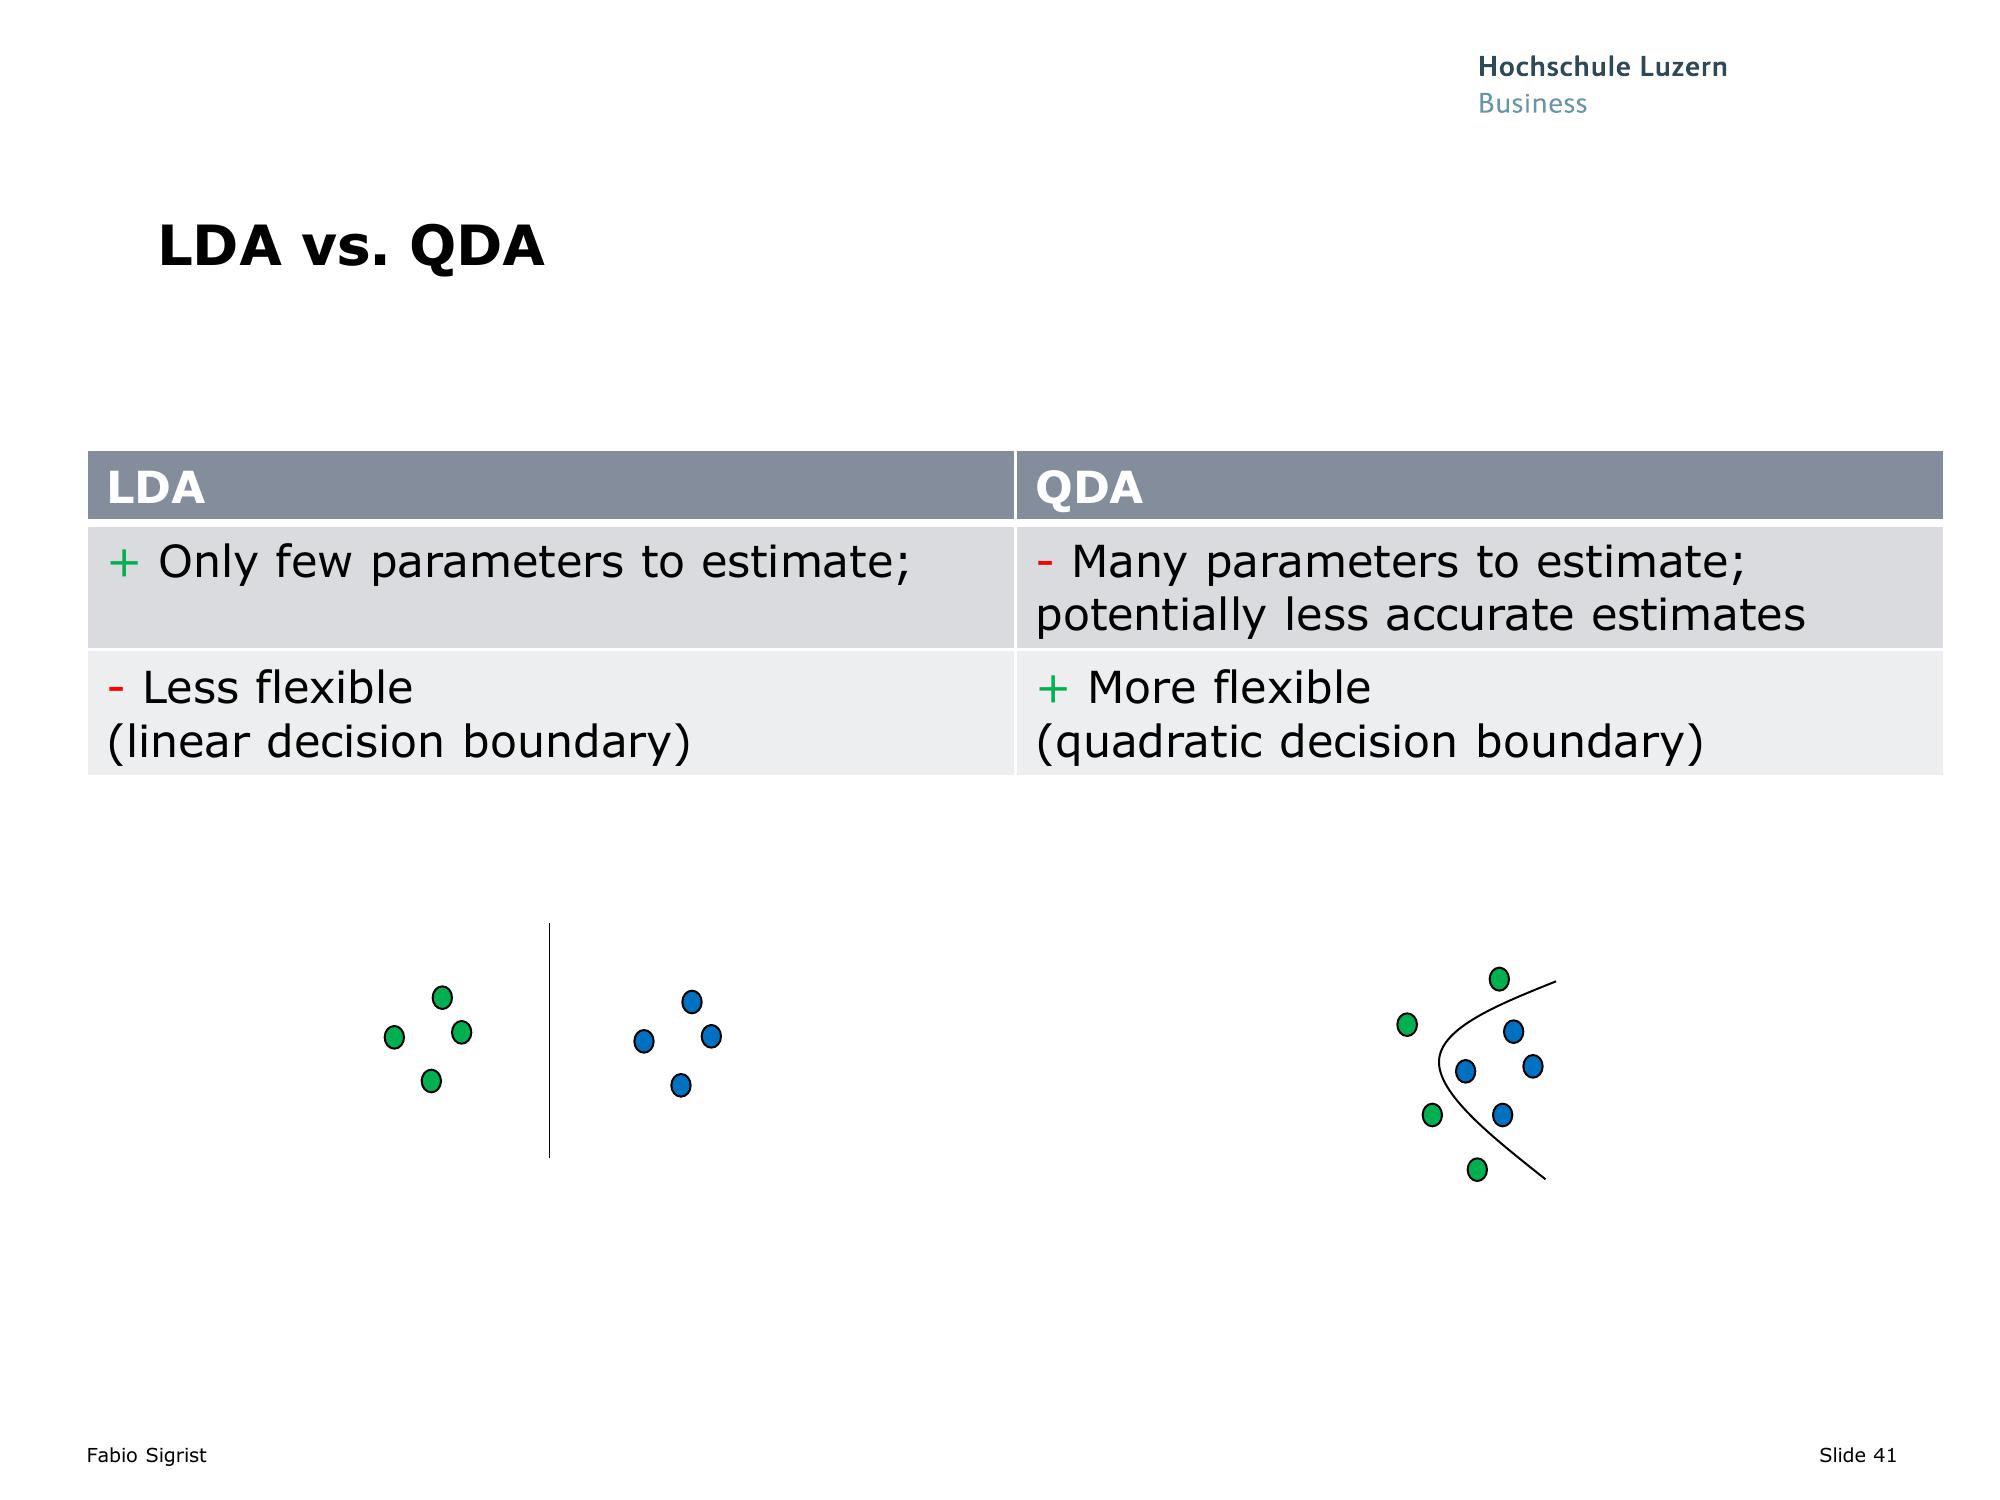 Hochschule Luzern
Business
LDA vs. QDA
LDA
QDA
+ Only few parameters to estimate;
- Many parameters to estimate;
potentially less accurate estimates
- Less flexible
(linear decision boundary)
+ More flexible
(quadratic decision boundary)
Fabio Sigrist
Slide 41